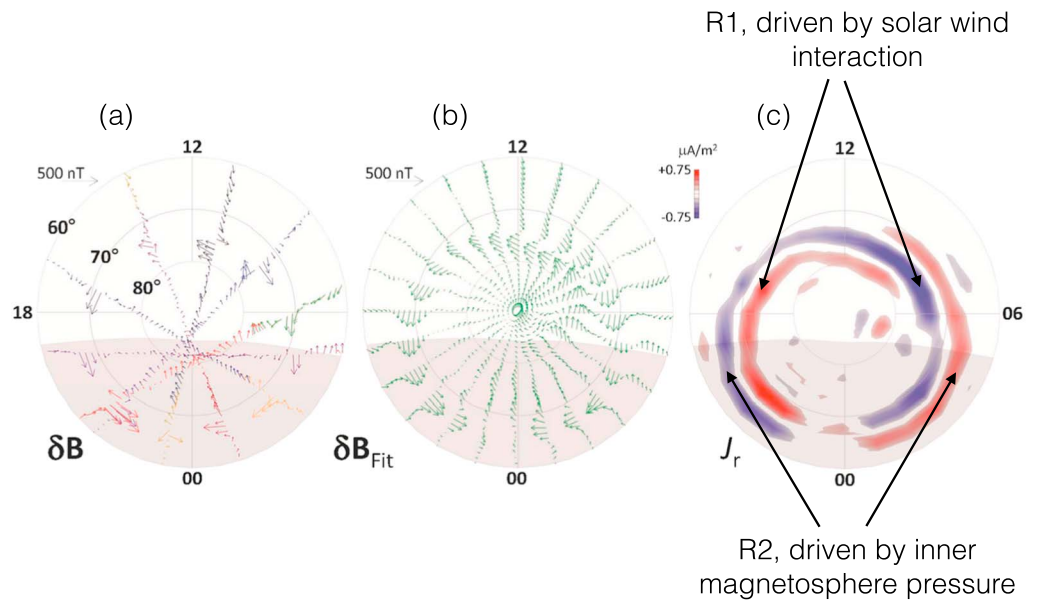 R1, driven by solar wind
interaction
(a)
(b)
(c)
12
12
12
500 nT
500 nT
μA/m²
+0.75
-0.75
60°
70°
80°
18
06
δB
δB_Fit
J_r
00
00
00
R2, driven by inner
magnetosphere pressure